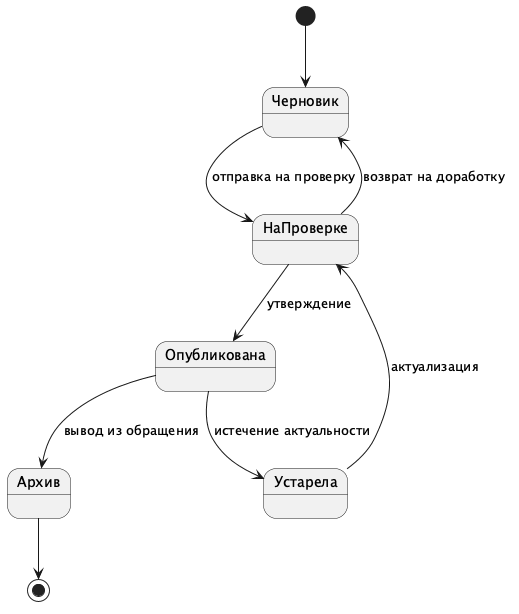 Черновик
отправка на проверку
возврат на доработку
НаПроверке
утверждение
Опубликована
актуализация
вывод из обращения
истечение актуальности
Архив
Устарела